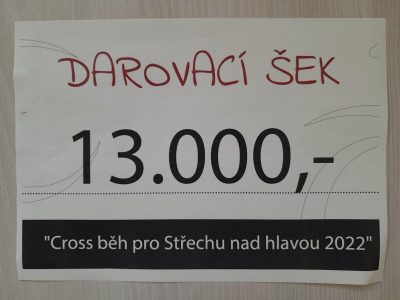 DAROVACÍ ŠEK
13.000,-
"Cross běh pro Střechu nad hlavou 2022"